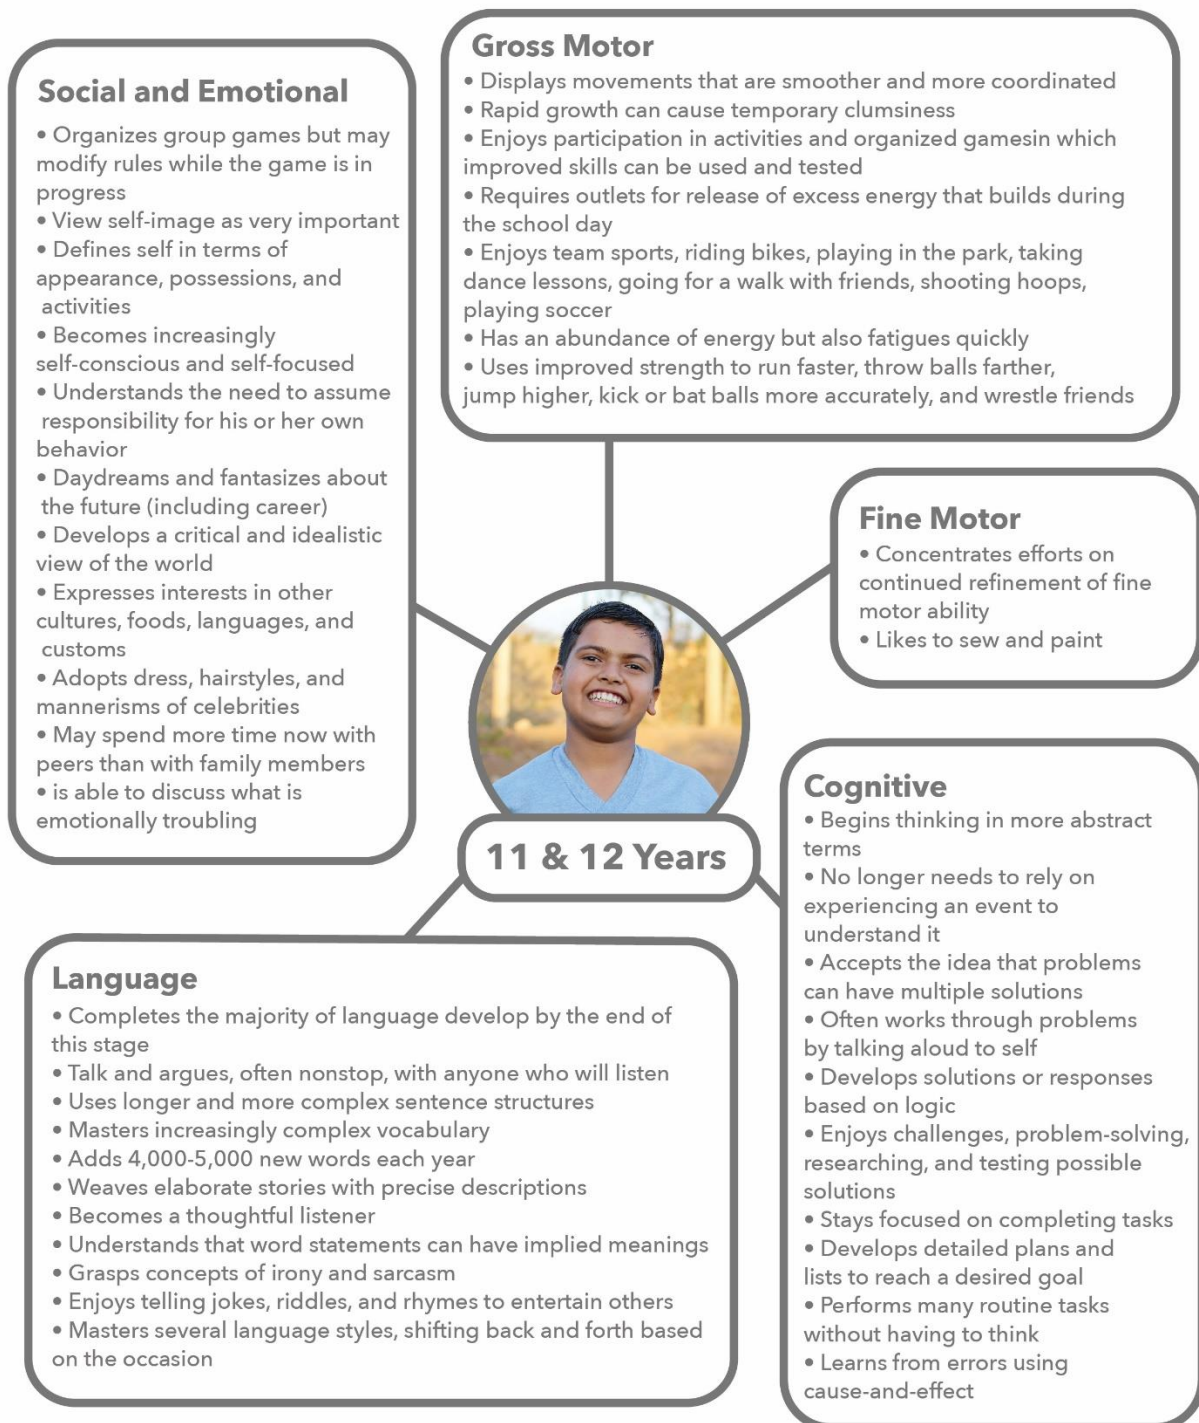 Social and Emotional
• Organizes group games but may
modify rules while the game is in
progress
• View self-image as very important
• Defines self in terms of
appearance, possessions, and
activities
• Becomes increasingly
self-conscious and self-focused
• Understands the need to assume
responsibility for his or her own
behavior
• Daydreams and fantasizes about
the future (including career)
• Develops a critical and idealistic
view of the world
• Expresses interests in other
cultures, foods, languages, and
customs
• Adopts dress, hairstyles, and
mannerisms of celebrities
• May spend more time now with
peers than with family members
• is able to discuss what is
emotionally troubling
Gross Motor
• Displays movements that are smoother and more coordinated
• Rapid growth can cause temporary clumsiness
• Enjoys participation in activities and organized gamesin which
improved skills can be used and tested
• Requires outlets for release of excess energy that builds during
the school day
• Enjoys team sports, riding bikes, playing in the park, taking
dance lessons, going for a walk with friends, shooting hoops,
playing soccer
• Has an abundance of energy but also fatigues quickly
• Uses improved strength to run faster, throw balls farther,
jump higher, kick or bat balls more accurately, and wrestle friends
Fine Motor
• Concentrates efforts on
continued refinement of fine
motor ability
• Likes to sew and paint
11 & 12 Years
Language
• Completes the majority of language develop by the end of
this stage
• Talk and argues, often nonstop, with anyone who will listen
• Uses longer and more complex sentence structures
• Masters increasingly complex vocabulary
• Adds 4,000-5,000 new words each year
• Weaves elaborate stories with precise descriptions
• Becomes a thoughtful listener
• Understands that word statements can have implied meanings
• Grasps concepts of irony and sarcasm
• Enjoys telling jokes, riddles, and rhymes to entertain others
• Masters several language styles, shifting back and forth based
on the occasion
Cognitive
• Begins thinking in more abstract
terms
• No longer needs to rely on
experiencing an event to
understand it
• Accepts the idea that problems
can have multiple solutions
• Often works through problems
by talking aloud to self
• Develops solutions or responses
based on logic
• Enjoys challenges, problem-solving,
researching, and testing possible
solutions
• Stays focused on completing tasks
• Develops detailed plans and
lists to reach a desired goal
• Performs many routine tasks
without having to think
• Learns from errors using
cause-and-effect